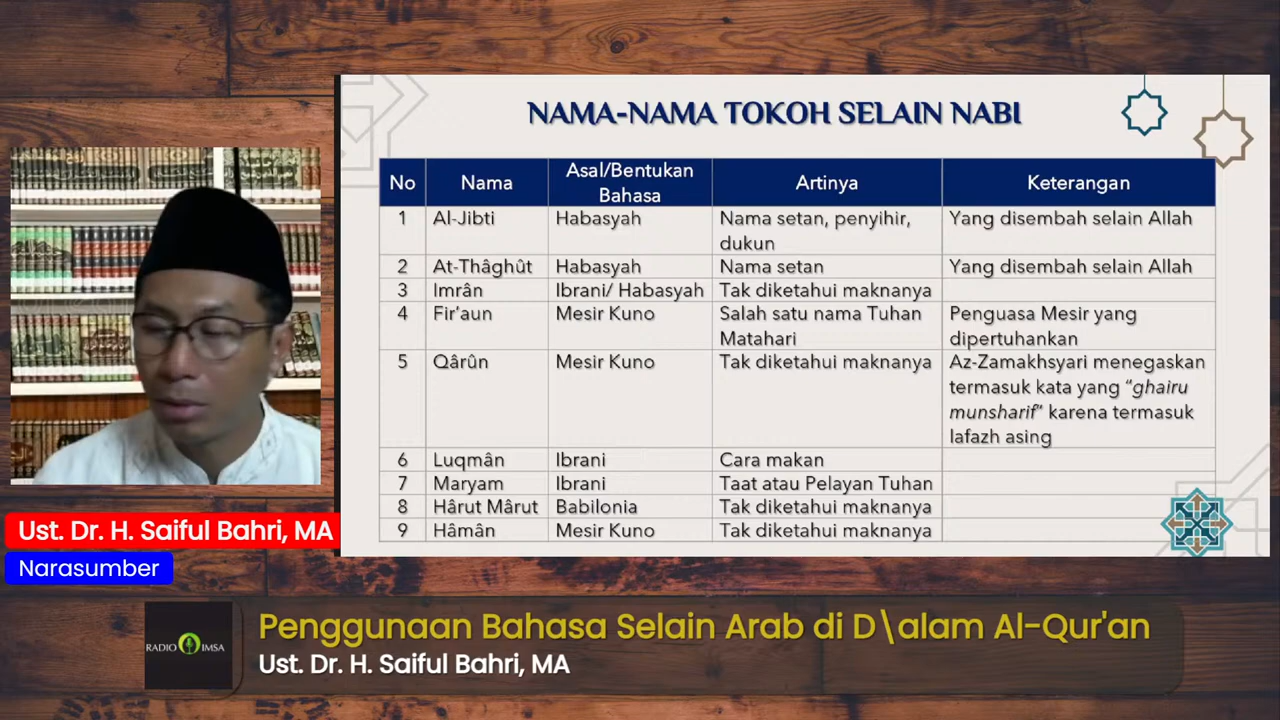 NAMA-NAMA TOKOH SELAIN NABI
No Nama Asal/Bentukan Bahasa Artinya Keterangan
1 Al-Jibti Habasyah Nama setan, penyihir, dukun Yang disembah selain Allah
2 At-Thâghût Habasyah Nama setan Yang disembah selain Allah
3 Imrân Ibrani/ Habasyah Tak diketahui maknanya
4 Fir’aun Mesir Kuno Salah satu nama Tuhan Matahari Penguasa Mesir yang dipertuhankan
5 Qârûn Mesir Kuno Tak diketahui maknanya Az-Zamakhsyari menegaskan termasuk kata yang “ghairu munsharif” karena termasuk lafazh asing
6 Luqmân Ibrani Cara makan
7 Maryam Ibrani Taat atau Pelayan Tuhan
8 Hârut Mârut Babilonia Tak diketahui maknanya
9 Hâmân Mesir Kuno Tak diketahui maknanya
Ust. Dr. H. Saiful Bahri, MA
Narasumber
RADIO IMSA
Penggunaan Bahasa Selain Arab di D\alam Al-Qur'an
Ust. Dr. H. Saiful Bahri, MA